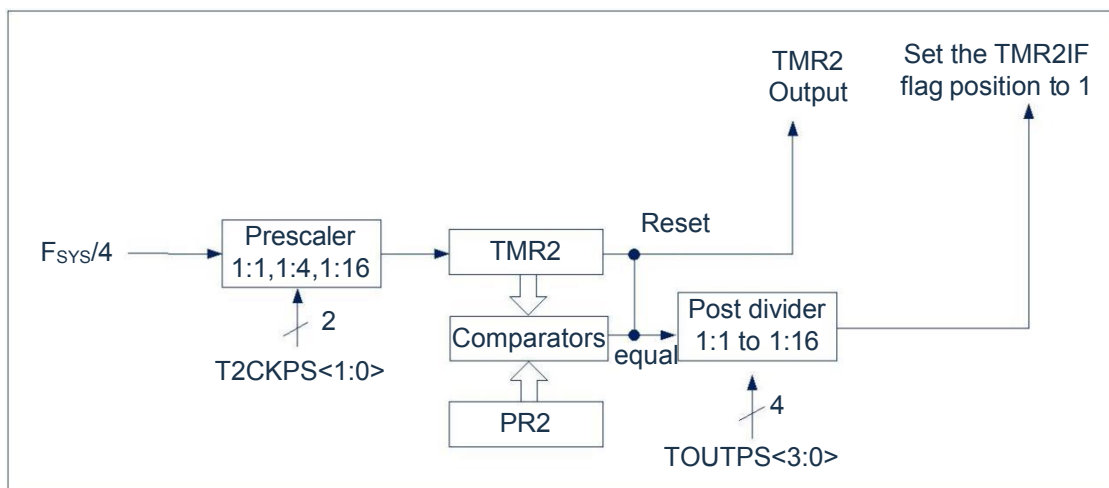 TMR2
Output
Set the TMR2IF
flag position to 1
Reset
FSYS/4
Prescaler
1:1,1:4,1:16
TMR2
2
T2CKPS<1:0>
Comparators
equal
Post divider
1:1 to 1:16
PR2
4
TOUTPS<3:0>